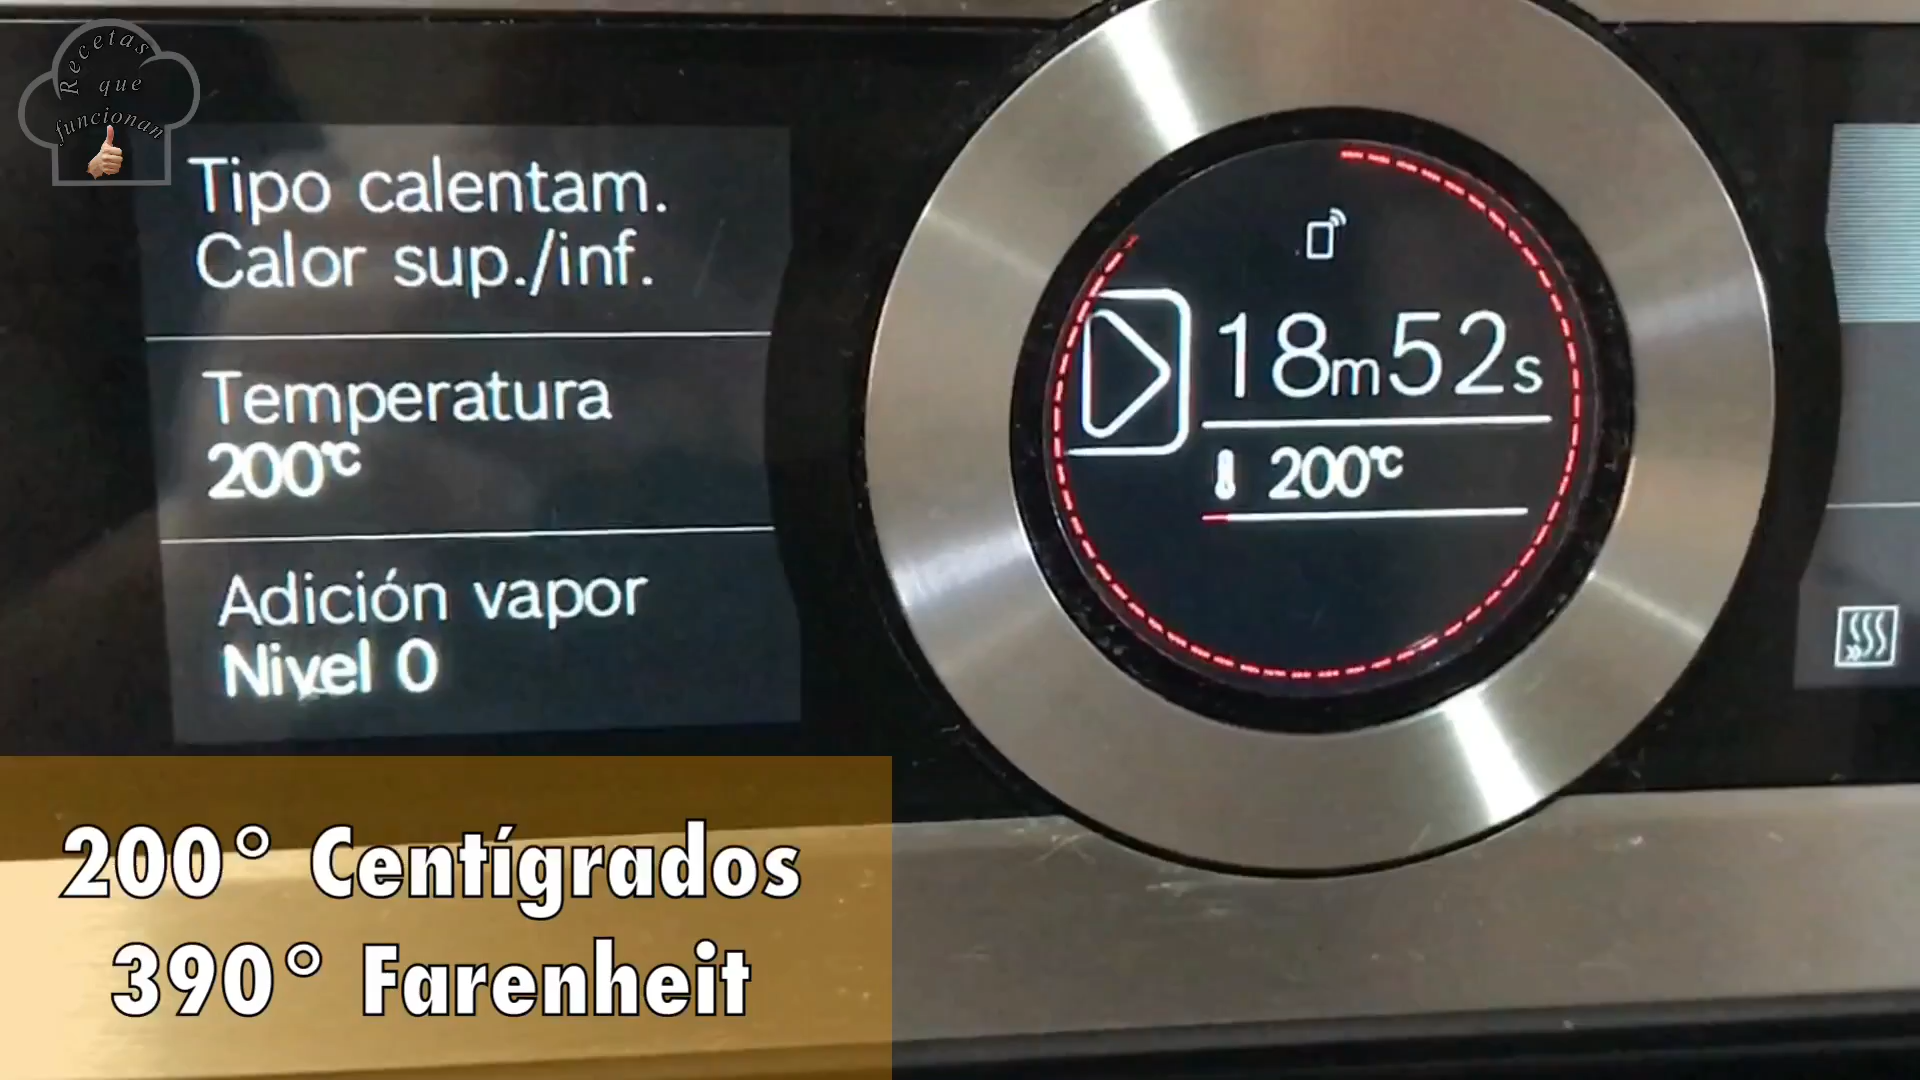 Recetas
que
funcionan
Tipo calentam.
Calor sup./inf.
Temperatura
200°C
Adición vapor
Nivel 0
18m52s
200°C
200° Centígrados
390° Farenheit